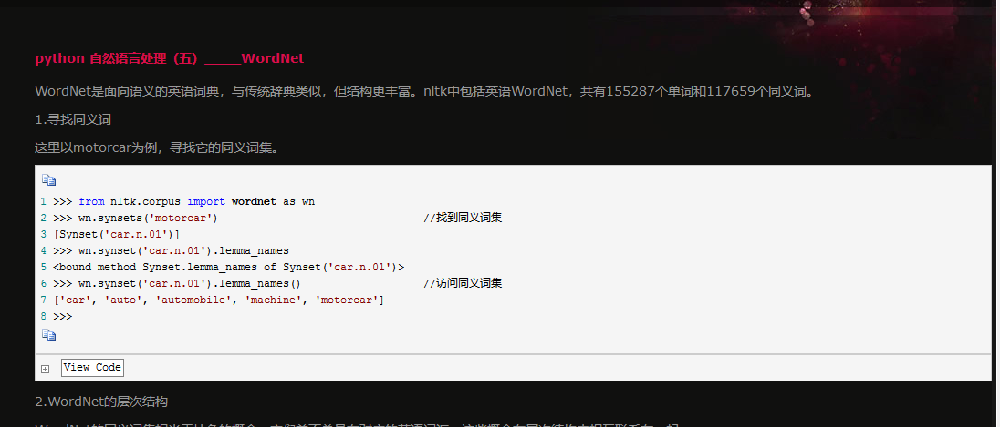 python 自然语言处理（五）____WordNet
WordNet是面向语义的英语词典，与传统辞典类似，但结构更丰富。nltk中包括英语WordNet，共有155287个单词和117659个同义词。
1.寻找同义词
这里以motorcar为例，寻找它的同义词集。
1 >>> from nltk.corpus import wordnet as wn
2 >>> wn.synsets('motorcar') //找到同义词集
3 [Synset('car.n.01')]
4 >>> wn.synset('car.n.01').lemma_names
5 <bound method Synset.lemma_names of Synset('car.n.01')>
6 >>> wn.synset('car.n.01').lemma_names() //访问同义词集
7 ['car', 'auto', 'automobile', 'machine', 'motorcar']
8 >>>
View Code
2.WordNet的层次结构